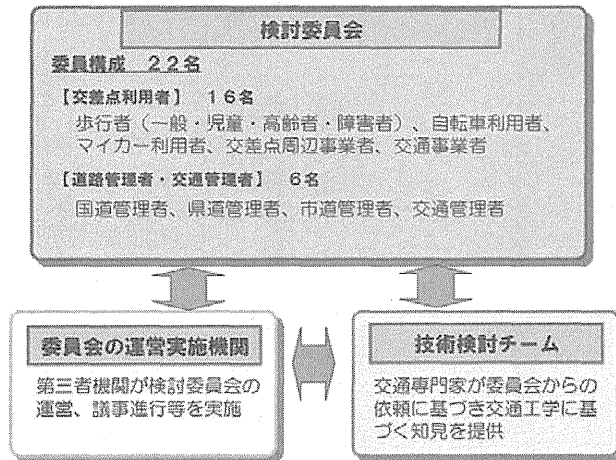 検討委員会
委員構成 22名
【交差点利用者】 16名
歩行者(一般・児童・高齢者・障害者)、自転車利用者、
マイカー利用者、交差点周辺事業者、交通事業者
【道路管理者・交通管理者】 6名
国道管理者、県道管理者、市道管理者、交通管理者
委員会の運営実施機関
第三者機関が検討委員会の
運営、議事進行等を実施
技術検討チーム
交通専門家が委員会からの
依頼に基づき交通工学に基
づく知見を提供